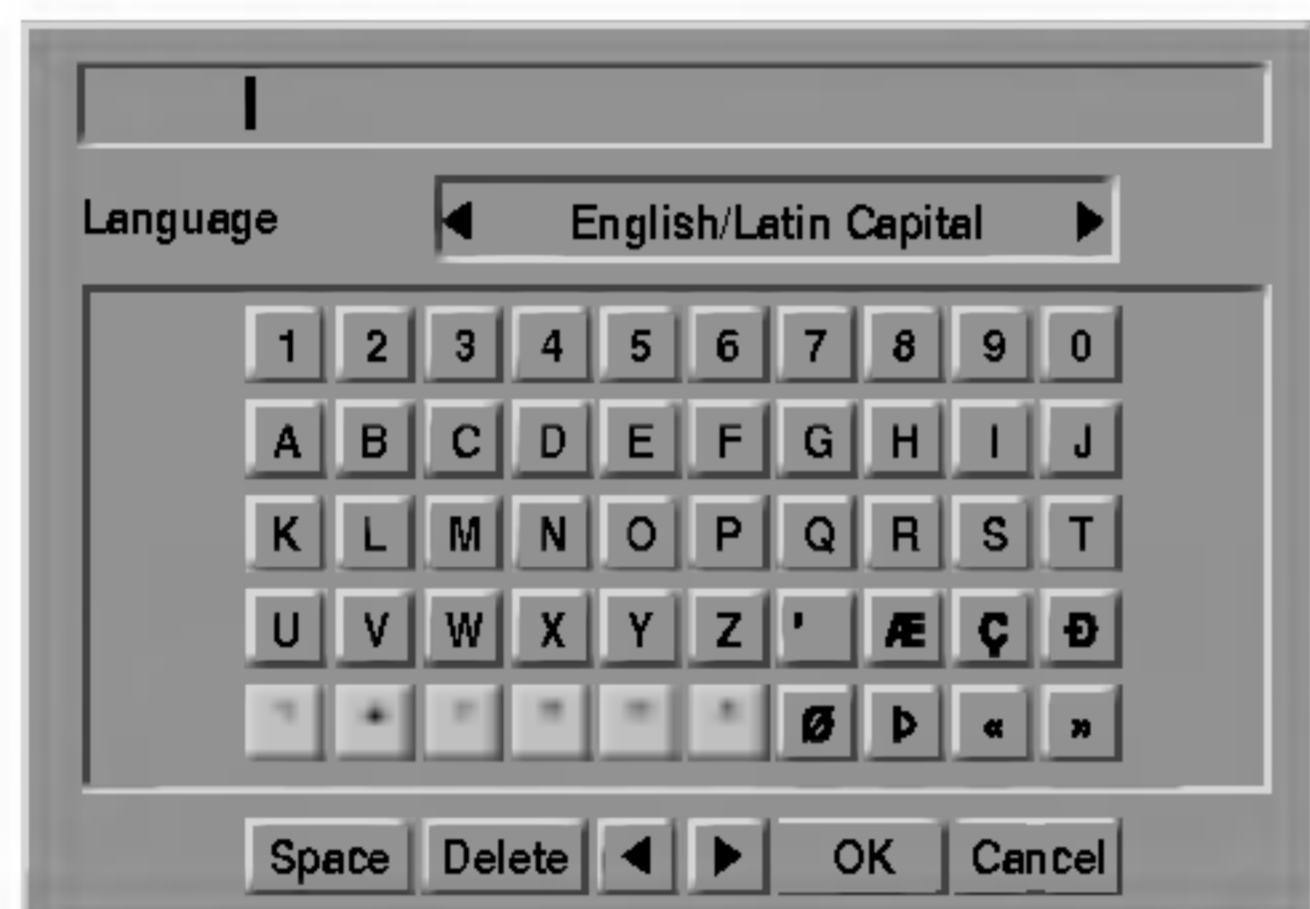 Language ◀ English/Latin Capital ▶
1 2 3 4 5 6 7 8 9 0
A B C D E F G H I J
K L M N O P Q R S T
U V W X Y Z ' Æ Ç Ð
Ø Þ « »
Space Delete ◀ ▶ OK Cancel